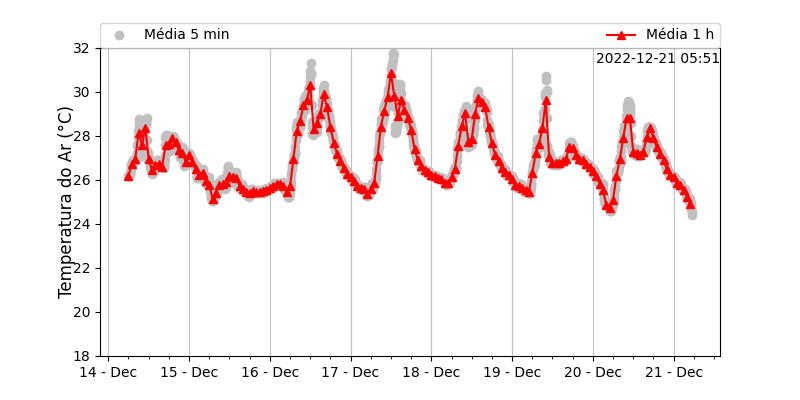 Média 5 min
Média 1 h
2022-12-21 05:51
Temperatura do Ar (°C)
32
30
28
26
24
22
20
18
14 - Dec
15 - Dec
16 - Dec
17 - Dec
18 - Dec
19 - Dec
20 - Dec
21 - Dec